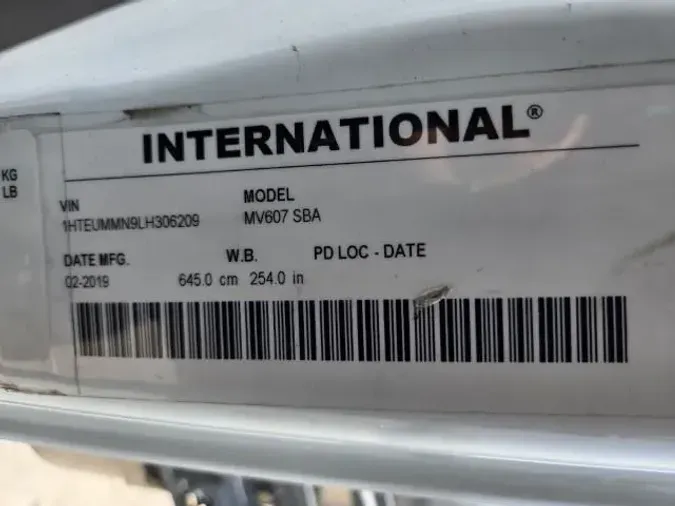 INTERNATIONAL®
KG
LB
VIN MODEL
1HTEUMMN9LH306209 MV607 SBA
DATE MFG. W.B. PD LOC - DATE
02-2019 645.0 cm 254.0 in